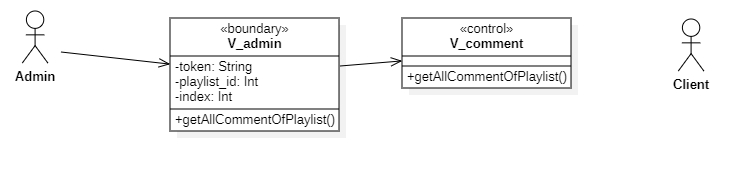 Admin
«boundary»
V_admin
-token: String
-playlist_id: Int
-index: Int
+getAllCommentOfPlaylist()
«control»
V_comment
+getAllCommentOfPlaylist()
Client